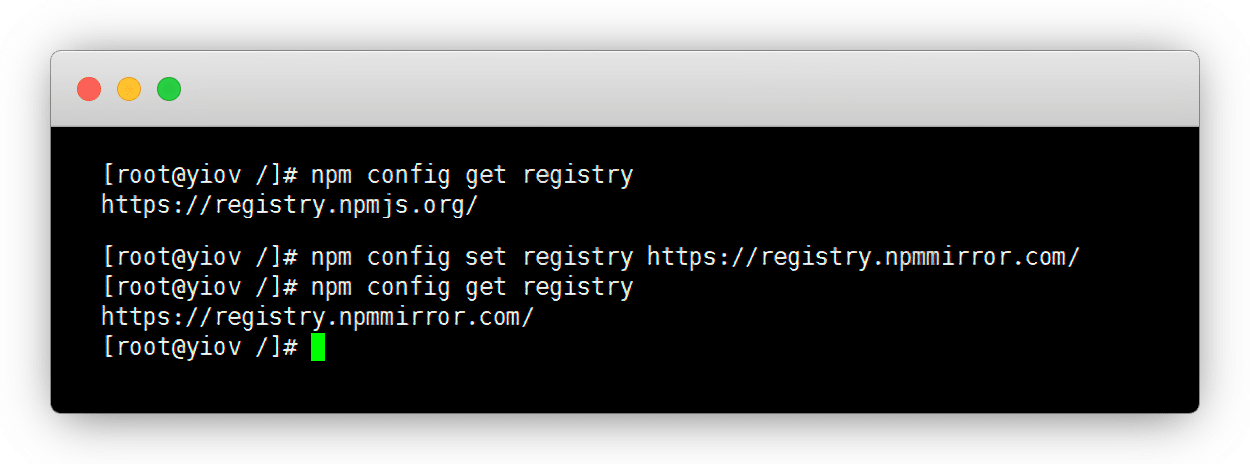 [root@yiov /]# npm config get registry
https://registry.npmjs.org/
[root@yiov /]# npm config set registry https://registry.npmmirror.com/
[root@yiov /]# npm config get registry
https://registry.npmmirror.com/
[root@yiov /]#